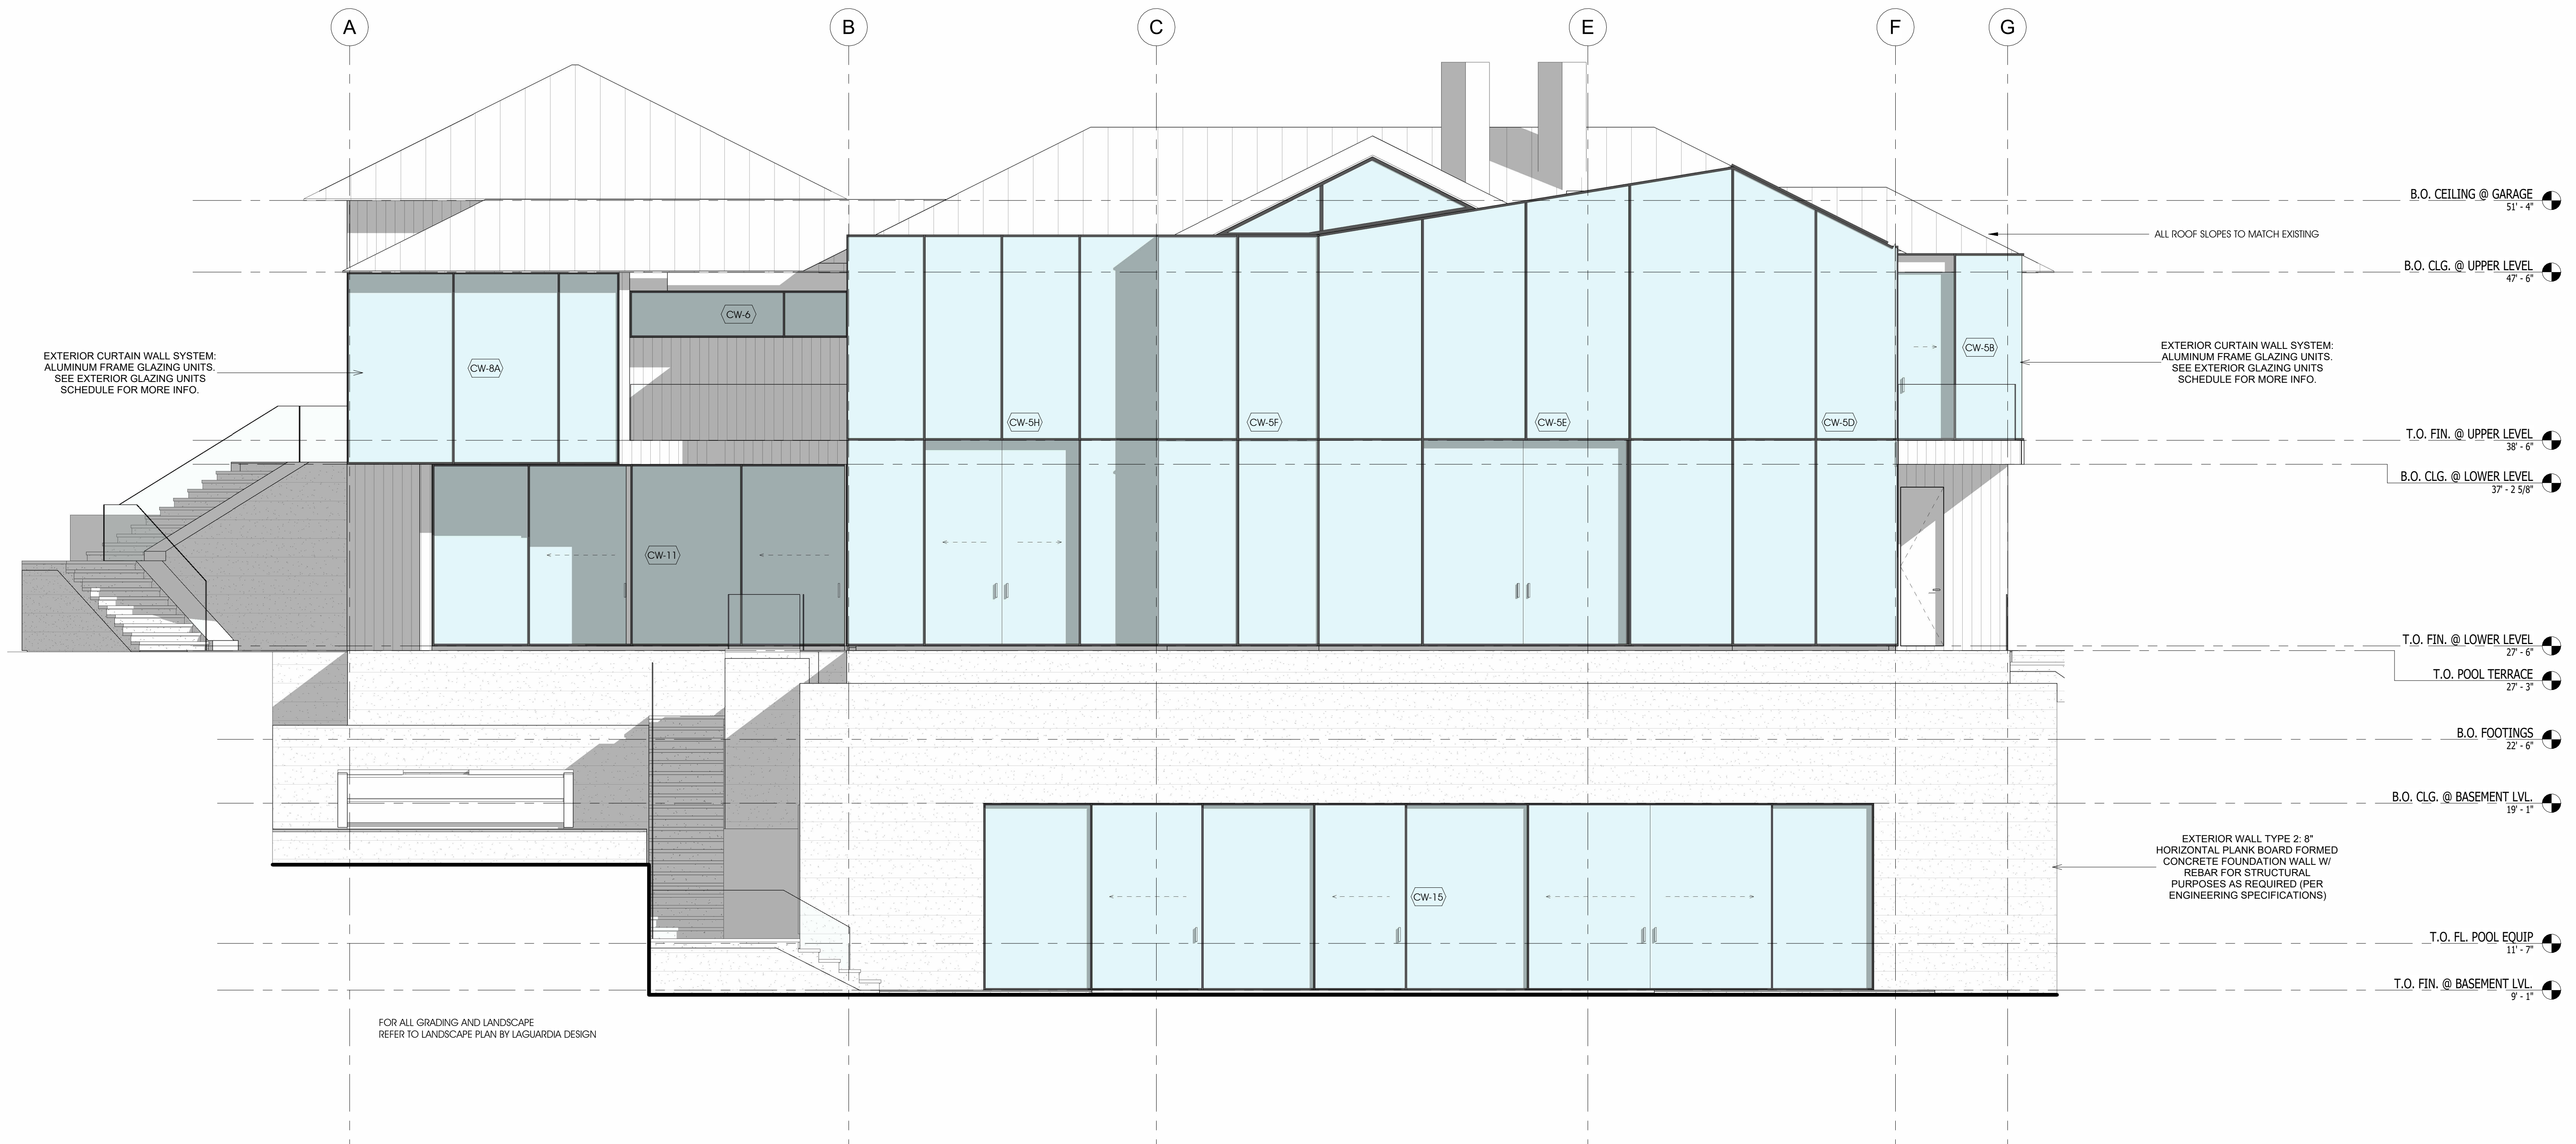 A
B
C
E
F
G
B.O. CEILING @ GARAGE
51' - 4"
ALL ROOF SLOPES TO MATCH EXISTING
B.O. CLG. @ UPPER LEVEL
47' - 6"
CW-6
EXTERIOR CURTAIN WALL SYSTEM:
ALUMINUM FRAME GLAZING UNITS.
SEE EXTERIOR GLAZING UNITS
SCHEDULE FOR MORE INFO.
CW-8A
CW-5B
EXTERIOR CURTAIN WALL SYSTEM:
ALUMINUM FRAME GLAZING UNITS.
SEE EXTERIOR GLAZING UNITS
SCHEDULE FOR MORE INFO.
CW-5H
CW-5F
CW-5E
CW-5D
T.O. FIN. @ UPPER LEVEL
38' - 6"
B.O. CLG. @ LOWER LEVEL
37' - 2 5/8"
CW-11
T.O. FIN. @ LOWER LEVEL
27' - 6"
T.O. POOL TERRACE
27' - 3"
B.O. FOOTINGS
22' - 6"
B.O. CLG. @ BASEMENT LVL.
19' - 1"
EXTERIOR WALL TYPE 2: 8"
HORIZONTAL PLANK BOARD FORMED
CONCRETE FOUNDATION WALL W/
REBAR FOR STRUCTURAL
PURPOSES AS REQUIRED (PER
ENGINEERING SPECIFICATIONS)
CW-15
T.O. FL. POOL EQUIP
11' - 7"
T.O. FIN. @ BASEMENT LVL.
9' - 1"
FOR ALL GRADING AND LANDSCAPE
REFER TO LANDSCAPE PLAN BY LAGUARDIA DESIGN